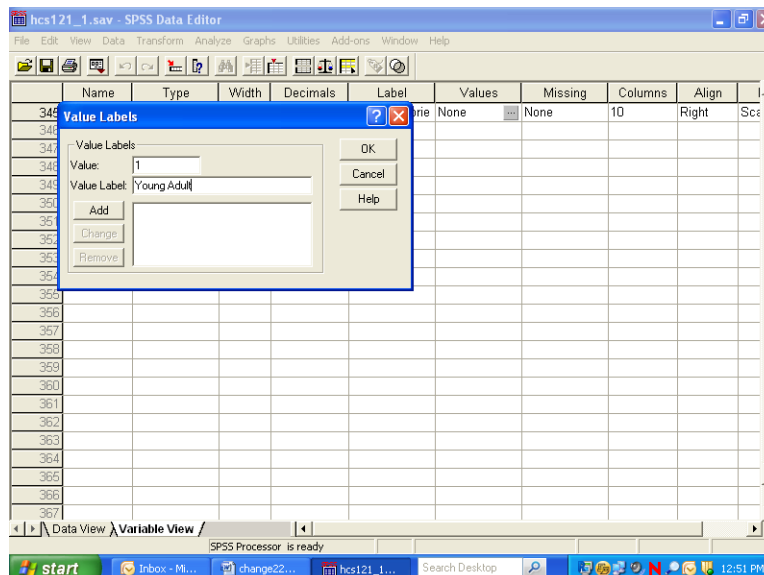 hcs121_1.sav - SPSS Data Editor
File Edit View Data Transform Analyze Graphs Utilities Add-ons Window Help
Name Type Width Decimals Label Values Missing Columns Align
345 orie None ... None 10 Right Sca
Value Labels
346
347 Value Labels OK
348 Value: 1 Cancel
349 Value Label: Young Adult
350 Help
351 Add
352 Change
353 Remove
354
355
356
357
358
359
360
361
362
363
364
365
366
367
Data View Variable View
SPSS Processor is ready
start Inbox - Mi... change22... hcs121_1... Search Desktop 12:51 PM